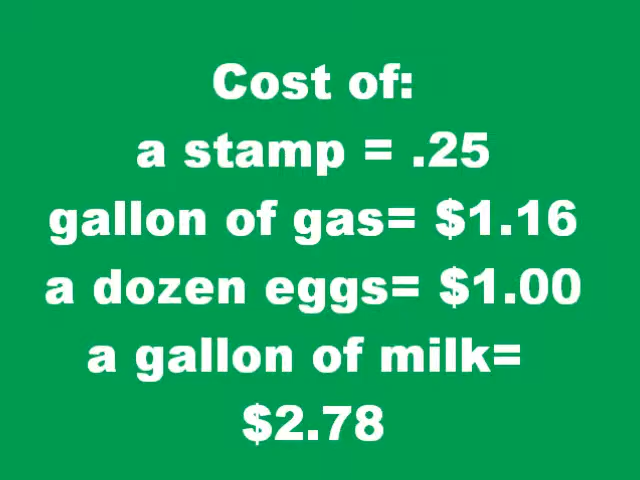 Cost of:
a stamp = .25
gallon of gas= $1.16
a dozen eggs= $1.00
a gallon of milk=
$2.78